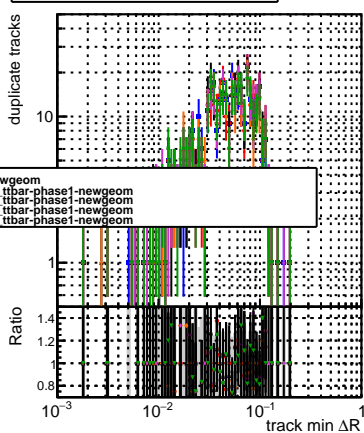 duplicate tracks
10
1
wgeom
ttbar-phase1-newgeom
ttbar-phase1-newgeom
ttbar-phase1-newgeom
ttbar-phase1-newgeom
Ratio
1.4
1.2
1
0.8
10⁻³
10⁻²
10⁻¹
1
track min ΔR